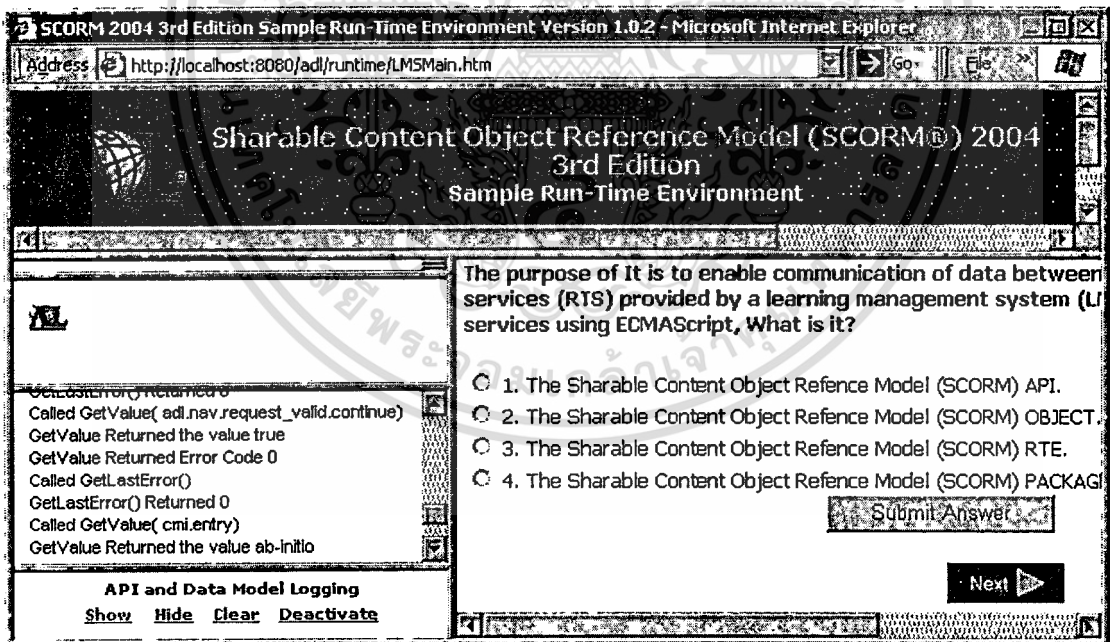 SCORM 2004 3rd Edition Sample Run-Time Environment Version 1.0.2 - Microsoft Internet Explorer
Address http://localhost:8080/adl/runtime/LMSMain.htm Go File »
Sharable Content Object Reference Model (SCORM®) 2004
3rd Edition
Sample Run-Time Environment
ADL
GetLastError() Returned 0
Called GetValue( adl.nav.request_valid.continue)
GetValue Returned the value true
GetValue Returned Error Code 0
Called GetLastError()
GetLastError() Returned 0
Called GetValue( cmi.entry)
GetValue Returned the value ab-initio
API and Data Model Logging
Show Hide Clear Deactivate
The purpose of It is to enable communication of data between
services (RTS) provided by a learning management system (L
services using ECMAScript, What is it?
1. The Sharable Content Object Refence Model (SCORM) API.
2. The Sharable Content Object Refence Model (SCORM) OBJECT.
3. The Sharable Content Object Refence Model (SCORM) RTE.
4. The Sharable Content Object Refence Model (SCORM) PACKAG
Submit Answer
Next